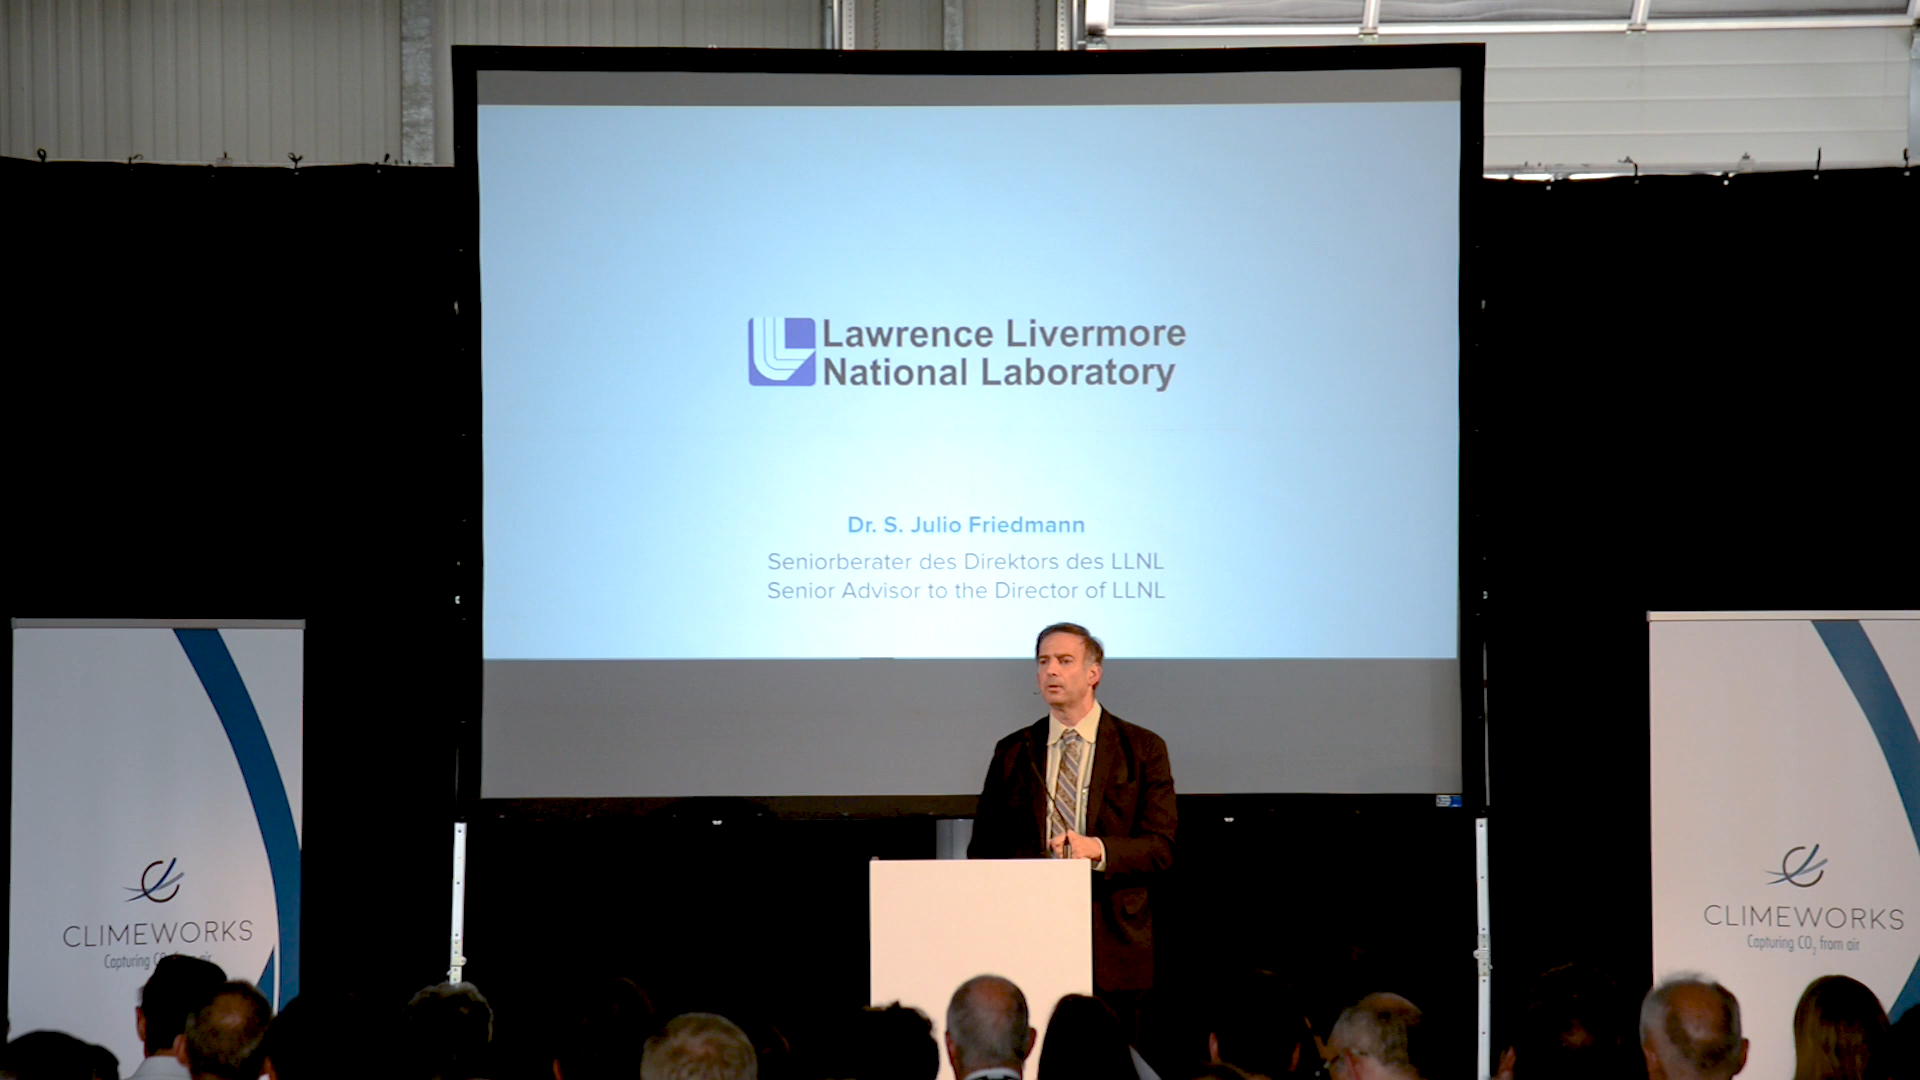 Lawrence Livermore
National Laboratory
Dr. S. Julio Friedmann
Seniorberater des Direktors des LLNL
Senior Advisor to the Director of LLNL
CLIMEWORKS
Capturing
CLIMEWORKS
Capturing CO₂ from air